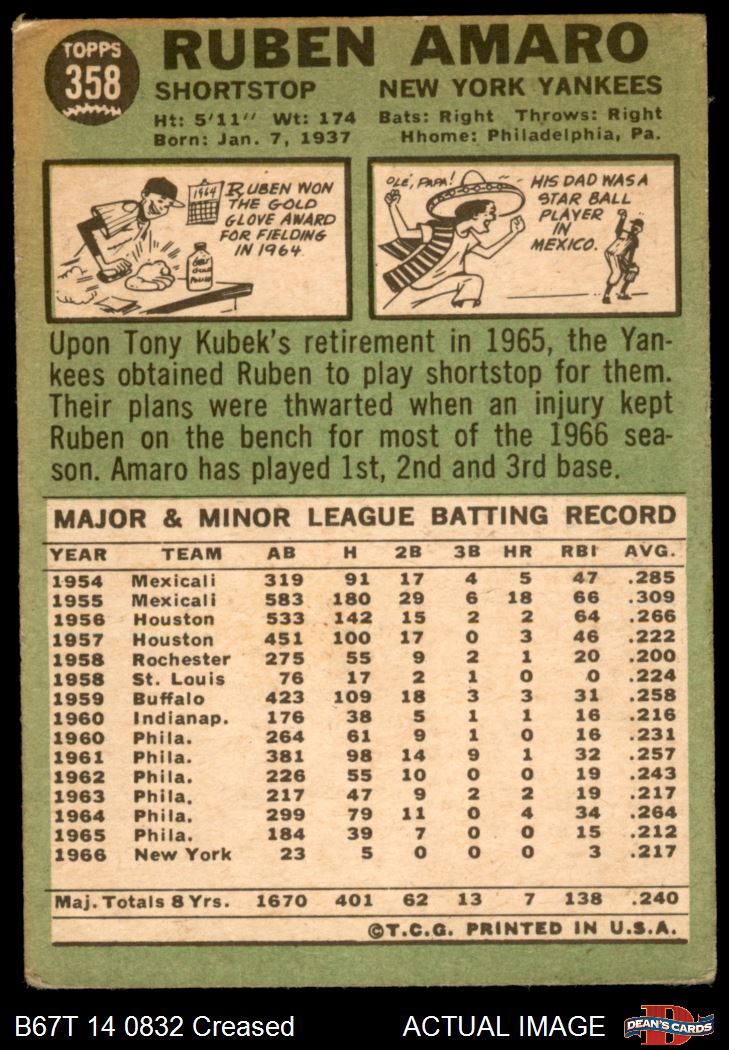 TOPPS
358
RUBEN AMARO
SHORTSTOP NEW YORK YANKEES
Ht: 5'11" Wt: 174 Bats: Right Throws: Right
Born: Jan. 7, 1937 Hhome: Philadelphia, Pa.
1964
RUBEN WON
THE GOLD
GLOVE AWARD
FOR FIELDING
IN 1964.
OLÉ, PAPA!
HIS DAD WAS A
STAR BALL
PLAYER
IN
MEXICO.
Upon Tony Kubek's retirement in 1965, the Yan-
kees obtained Ruben to play shortstop for them.
Their plans were thwarted when an injury kept
Ruben on the bench for most of the 1966 sea-
son. Amaro has played 1st, 2nd and 3rd base.
MAJOR & MINOR LEAGUE BATTING RECORD
YEAR TEAM AB H 2B 3B HR RBI AVG.
1954 Mexicali 319 91 17 4 5 47 .285
1955 Mexicali 583 180 29 6 18 66 .309
1956 Houston 533 142 15 2 2 64 .266
1957 Houston 451 100 17 0 3 46 .222
1958 Rochester 275 55 9 2 1 20 .200
1958 St. Louis 76 17 2 1 0 0 .224
1959 Buffalo 423 109 18 3 3 31 .258
1960 Indianap. 176 38 5 1 1 16 .216
1960 Phila. 264 61 9 1 0 16 .231
1961 Phila. 381 98 14 9 1 32 .257
1962 Phila. 226 55 10 0 0 19 .243
1963 Phila. 217 47 9 2 2 19 .217
1964 Phila. 299 79 11 0 4 34 .264
1965 Phila. 184 39 7 0 0 15 .212
1966 New York 23 5 0 0 0 3 .217
Maj. Totals 8 Yrs. 1670 401 62 13 7 138 .240
©T.C.G. PRINTED IN U.S.A.
B67T 14 0832 Creased ACTUAL IMAGE
DEAN'S CARDS